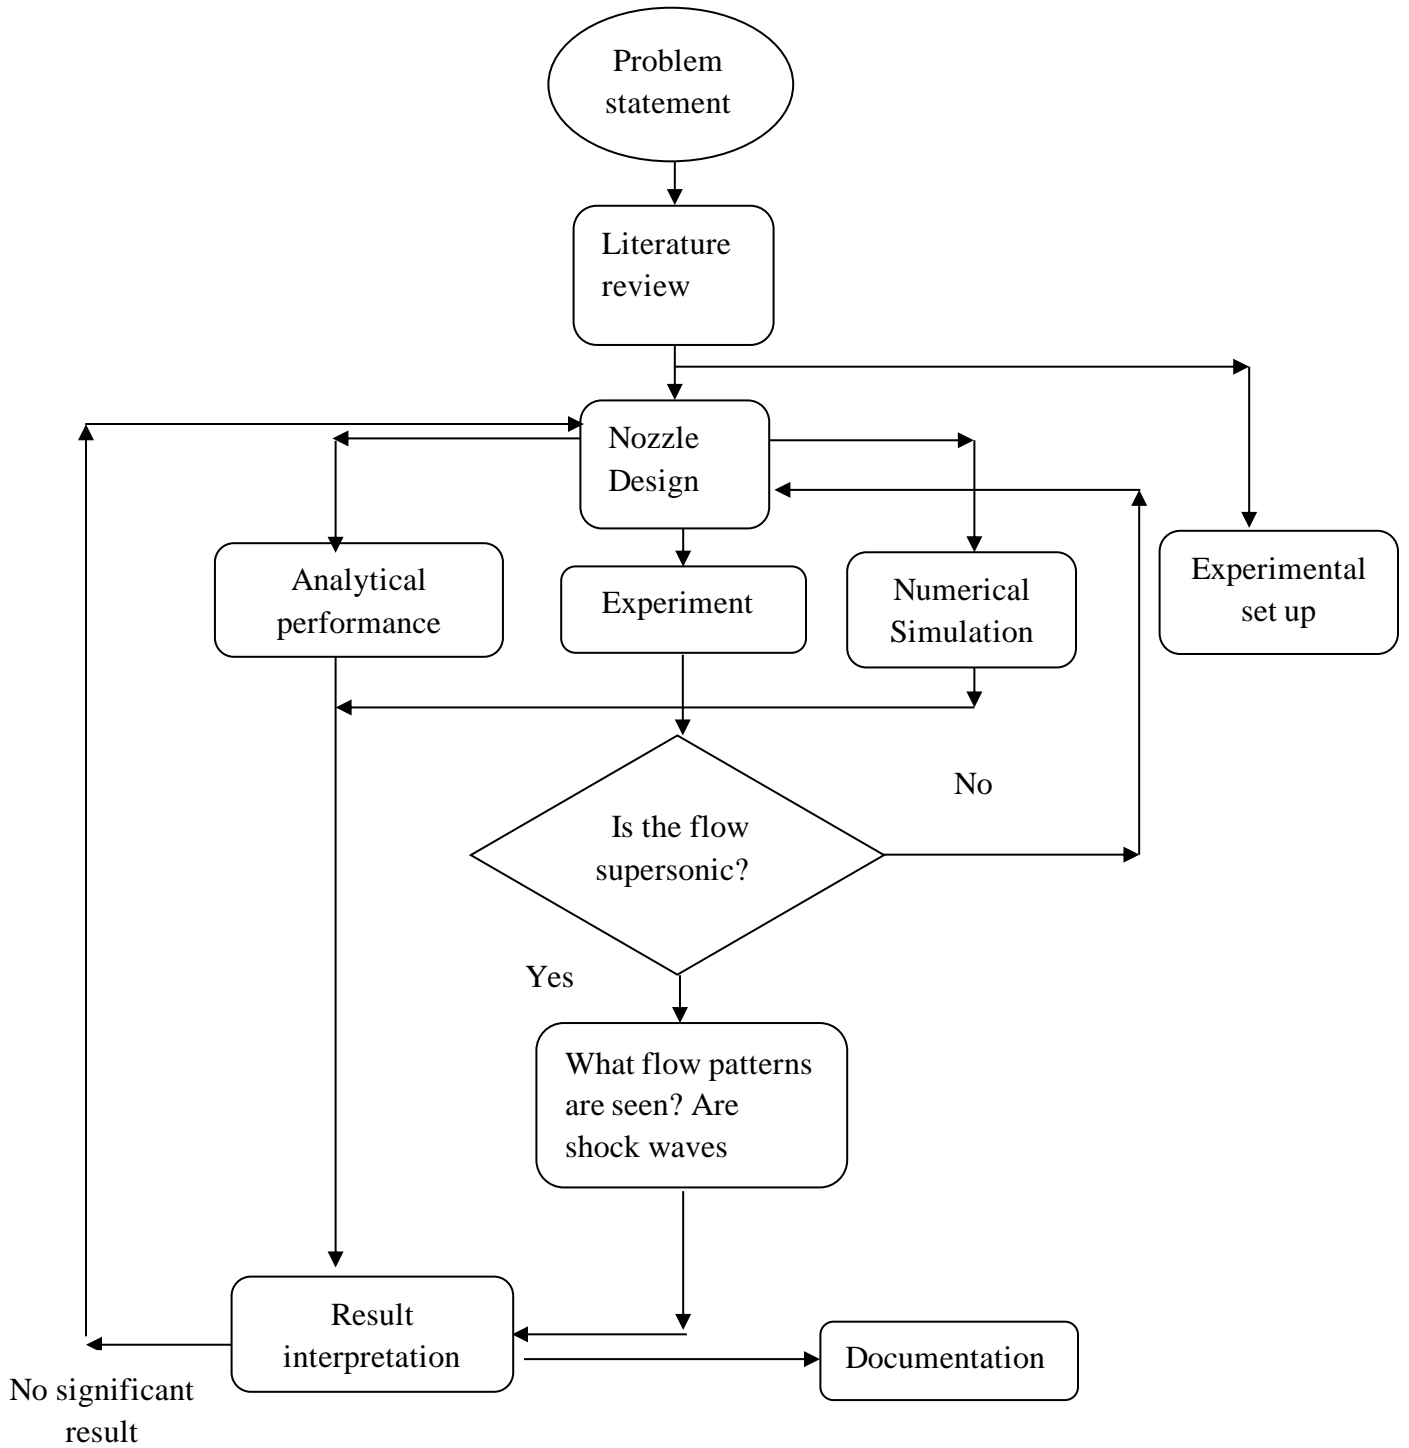 Problem
statement
Literature
review
Nozzle
Design
Analytical
performance
Experiment
Numerical
Simulation
Experimental
set up
No
Is the flow
supersonic?
Yes
What flow patterns
are seen? Are
shock waves
Result
interpretation
Documentation
No significant
result